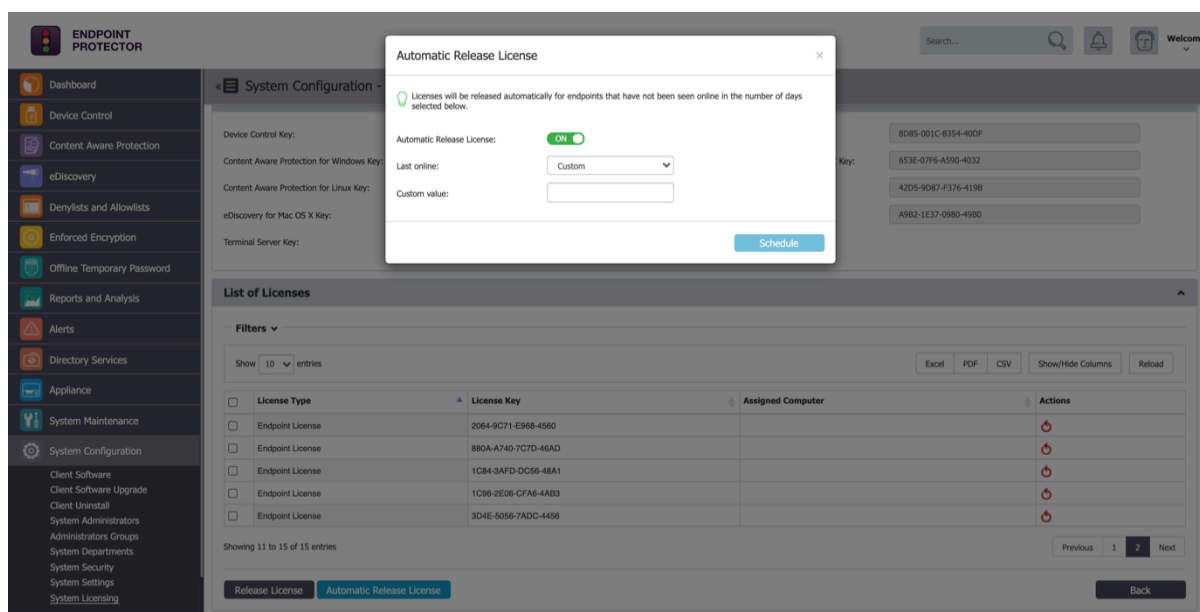 ENDPOINT
PROTECTOR
Search...
Welcom
Dashboard
Device Control
Content Aware Protection
eDiscovery
Denylists and Allowlists
Enforced Encryption
Offline Temporary Password
Reports and Analysis
Alerts
Directory Services
Appliance
System Maintenance
System Configuration
Client Software
Client Software Upgrade
Client Uninstall
System Administrators
Administrators Groups
System Departments
System Security
System Settings
System Licensing
System Configuration -
Device Control Key:
8D85-001C-8354-40DF
Content Aware Protection for Windows Key:
Key:
653E-07F6-A590-4032
Content Aware Protection for Linux Key:
42D5-9D87-F376-419B
eDiscovery for Mac OS X Key:
A9B2-1E37-0980-49B0
Terminal Server Key:
Automatic Release License
Licenses will be released automatically for endpoints that have not been seen online in the number of days
selected below.
Automatic Release License: ON
Last online: Custom
Custom value:
Schedule
List of Licenses
Filters
Show 10 entries
Excel PDF CSV Show/Hide Columns Reload
License Type License Key Assigned Computer Actions
Endpoint License 2064-9C71-E968-4560
Endpoint License 880A-A740-7C7D-46AD
Endpoint License 1C84-3AFD-DC56-48A1
Endpoint License 1C96-2E06-CFA8-4AB3
Endpoint License 3D4E-5056-7ADC-4456
Showing 11 to 15 of 15 entries
Previous 1 2 Next
Release License Automatic Release License Back